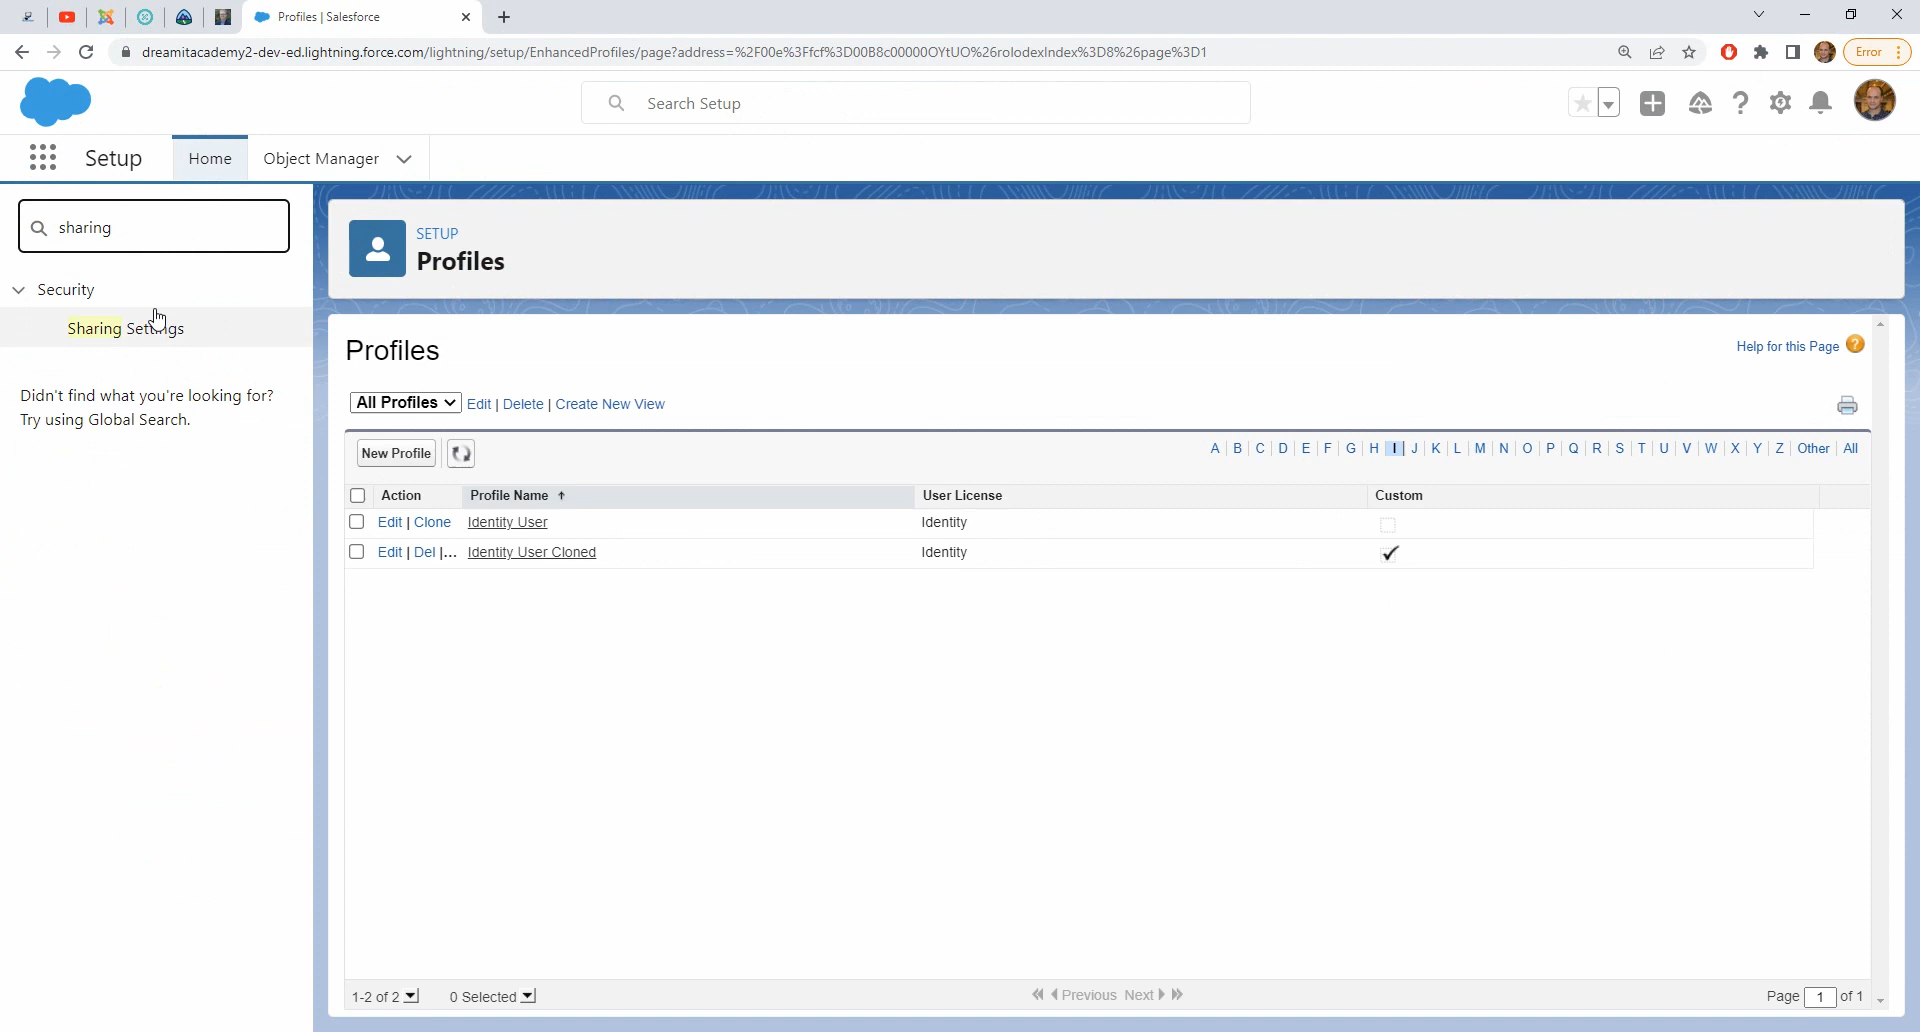 Profiles | Salesforce
dreamitacademy2-dev-ed.lightning.force.com/lightning/setup/EnhancedProfiles/page?address=%2F00e%3Ffcf%3D00B8c00000OYtUO%26rolodexIndex%3D8%26page%3D1
Error
Search Setup
Setup
Home
Object Manager
sharing
Security
Sharing Settings
Didn't find what you're looking for?
Try using Global Search.
SETUP
Profiles
Profiles
Help for this Page ?
All Profiles Edit | Delete | Create New View
New Profile
A | B | C | D | E | F | G | H | I | J | K | L | M | N | O | P | Q | R | S | T | U | V | W | X | Y | Z | Other | All
Action Profile Name User License Custom
Edit | Clone Identity User Identity
Edit | Del |... Identity User Cloned Identity
1-2 of 2 0 Selected Previous Next Page 1 of 1